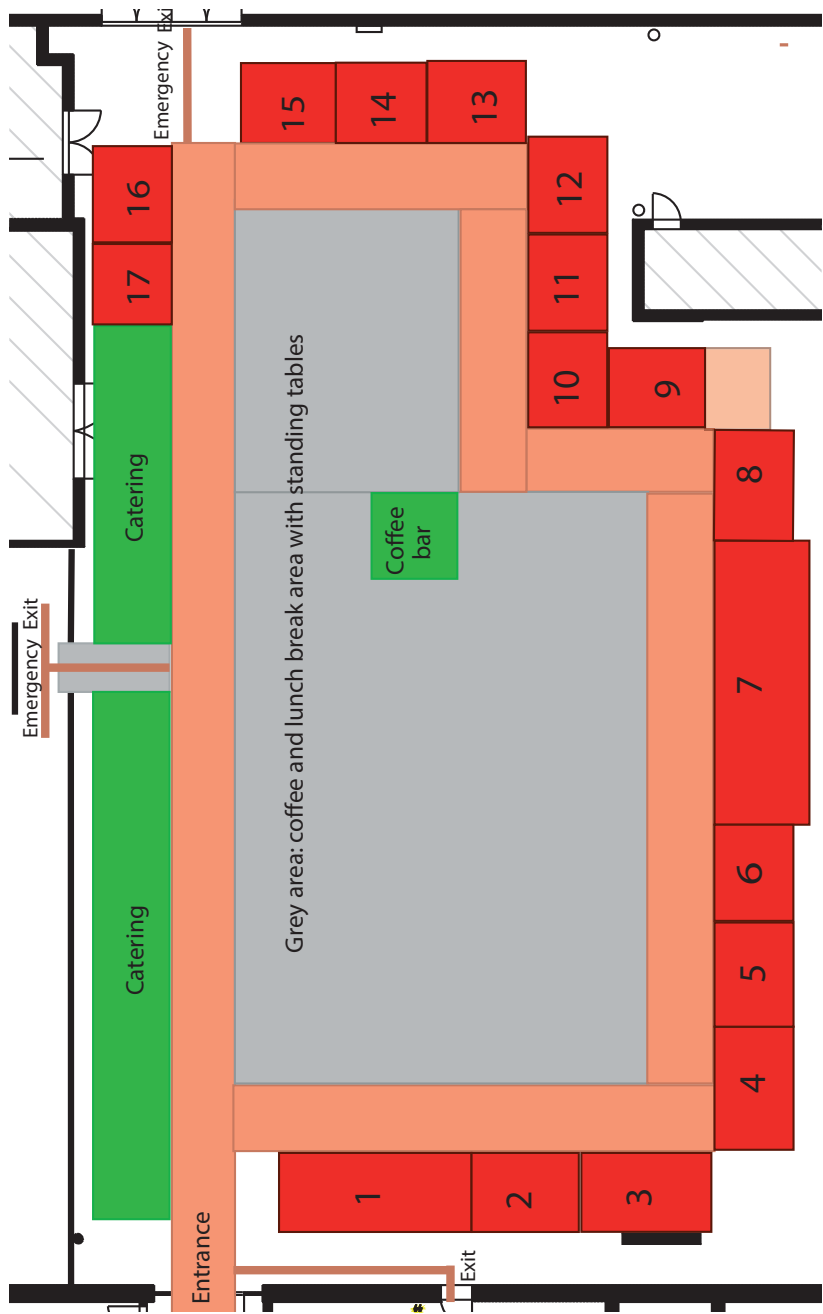 Emergency Exi
15
14
13
16
12
17
11
10
9
Grey area: coffee and lunch break area with standing tables
Catering
8
Coffee
bar
Emergency Exit
7
6
Catering
5
4
1
2
3
Entrance
Exit